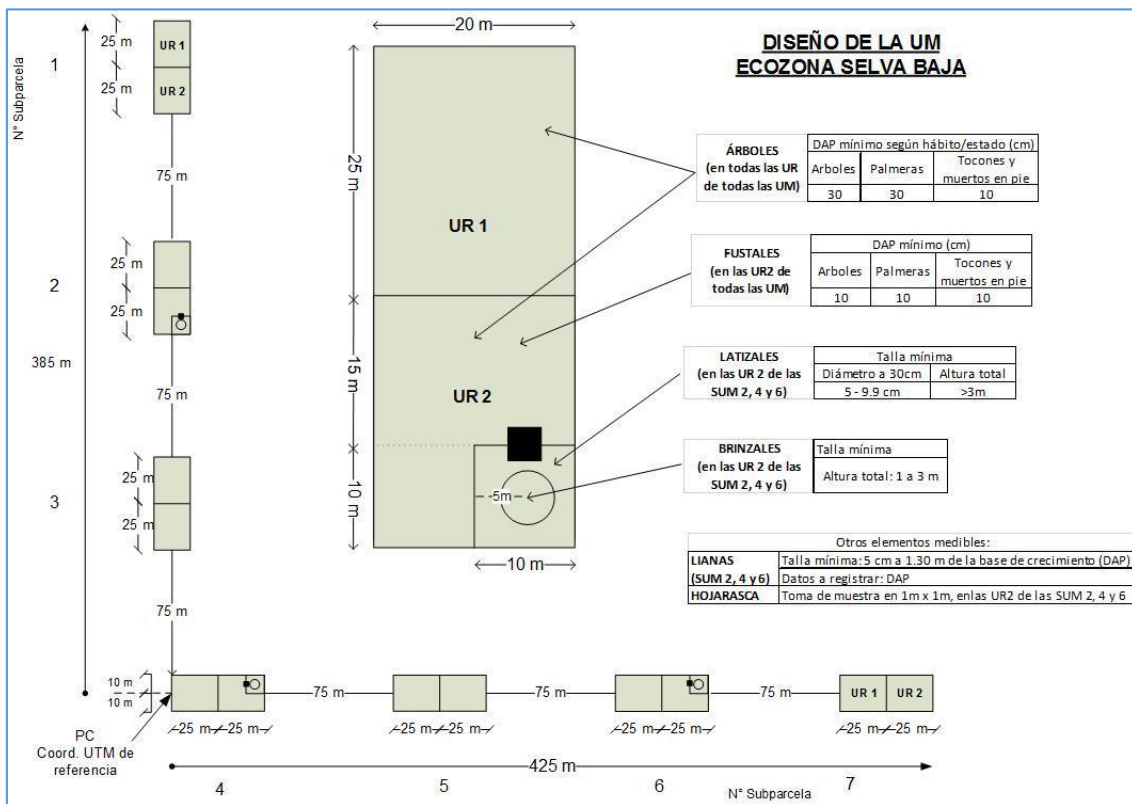 DISEÑO DE LA UM
ECOZONA SELVA BAJA
N° Subparcela
1
25 m
25 m
UR 1
UR 2
75 m
2
25 m
25 m
385 m
75 m
3
25 m
25 m
75 m
10 m
10 m
PC
Coord. UTM de
referencia
20 m
25 m
UR 1
15 m
UR 2
10 m
5m
10 m
ÁRBOLES
(en todas las UR
de todas las UM)
DAP mínimo según hábito/estado (cm)
Arboles Palmeras Tocones y
muertos en pie
30 30 10
FUSTALES
(en las UR2 de
todas las UM)
DAP mínimo (cm)
Arboles Palmeras Tocones y
muertos en pie
10 10 10
LATIZALES
(en las UR 2 de las
SUM 2, 4 y 6)
Talla mínima
Diámetro a 30cm Altura total
5 - 9.9 cm >3m
BRINZALES
(en las UR 2 de las
SUM 2, 4 y 6)
Talla mínima
Altura total: 1 a 3 m
Otros elementos medibles:
LIANAS Talla mínima: 5 cm a 1.30 m de la base de crecimiento (DAP)
(SUM 2, 4 y 6) Datos a registrar: DAP
HOJARASCA Toma de muestra en 1m x 1m, enlas UR2 de las SUM 2, 4 y 6
75 m 75 m 75 m
UR 1 UR 2
25 m 25 m 25 m 25 m 25 m 25 m 25 m 25 m
425 m
4 5 6 7
N° Subparcela